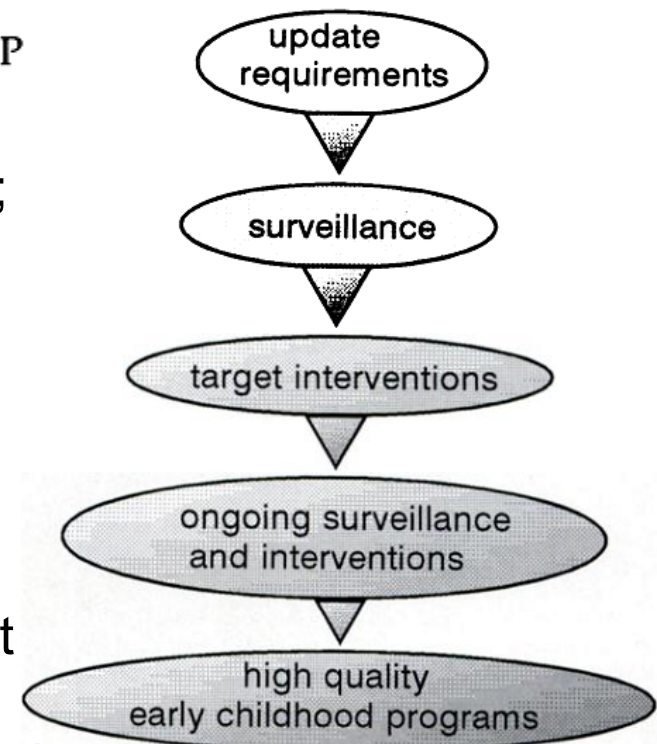 P
update
requirements
;
surveillance
target interventions
ongoing surveillance
and interventions
t
high quality
early childhood programs